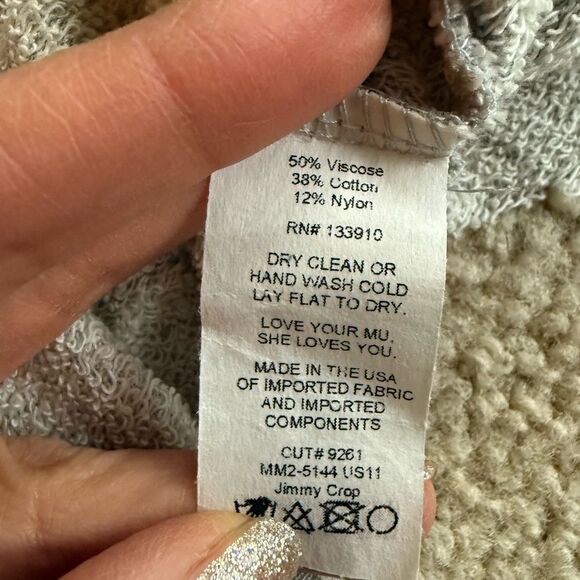 50% Viscose
38% Cotton
12% Nylon
RN# 133910
DRY CLEAN OR
HAND WASH COLD
LAY FLAT TO DRY.
LOVE YOUR MU,
SHE LOVES YOU.
MADE IN THE USA
OF IMPORTED FABRIC
AND IMPORTED
COMPONENTS
CUT# 9261
MM2-5144 US11
Jimmy Crop